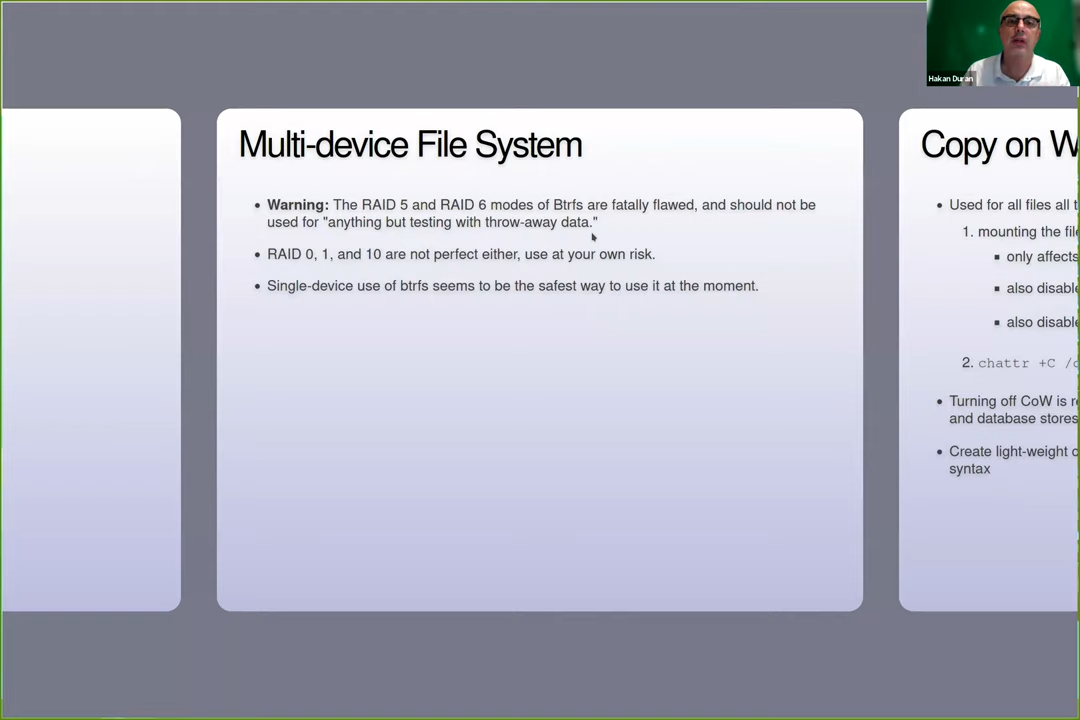 Hakan Duran
Multi-device File System
• Warning: The RAID 5 and RAID 6 modes of Btrfs are fatally flawed, and should not be
used for "anything but testing with throw-away data."
• RAID 0, 1, and 10 are not perfect either, use at your own risk.
• Single-device use of btrfs seems to be the safest way to use it at the moment.
Copy on W
• Used for all files all
1. mounting the
▪ only affects
▪ also
▪ also
2. chattr +C
• Turning off CoW is
and database stores
• Create light-weight
syntax